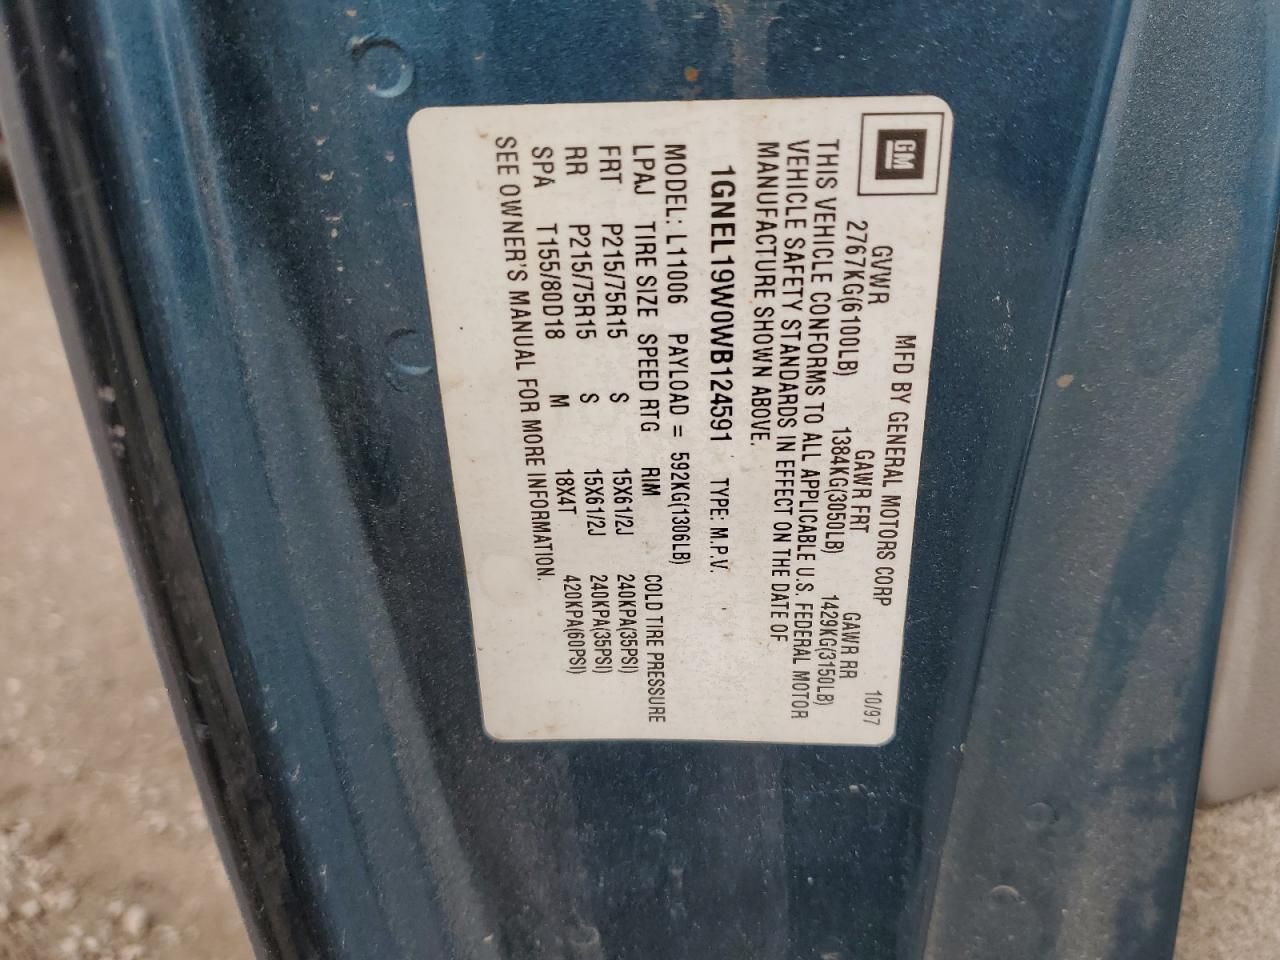 GM
MFD BY GENERAL MOTORS CORP 10/97
GVWR GAWR FRT GAWR RR
2767KG(6100LB) 1384KG(3050LB) 1429KG(3150LB)
THIS VEHICLE CONFORMS TO ALL APPLICABLE U.S. FEDERAL MOTOR
VEHICLE SAFETY STANDARDS IN EFFECT ON THE DATE OF
MANUFACTURE SHOWN ABOVE.
1GNEL19W0WB124591 TYPE: M.P.V.
MODEL: L11006 PAYLOAD = 592KG(1306LB)
LPAJ TIRE SIZE SPEED RTG RIM COLD TIRE PRESSURE
FRT P215/75R15 S 15X61/2J 240KPA(35PSI)
RR P215/75R15 S 15X61/2J 240KPA(35PSI)
SPA T155/80D18 M 18X4T 420KPA(60PSI)
SEE OWNER'S MANUAL FOR MORE INFORMATION.